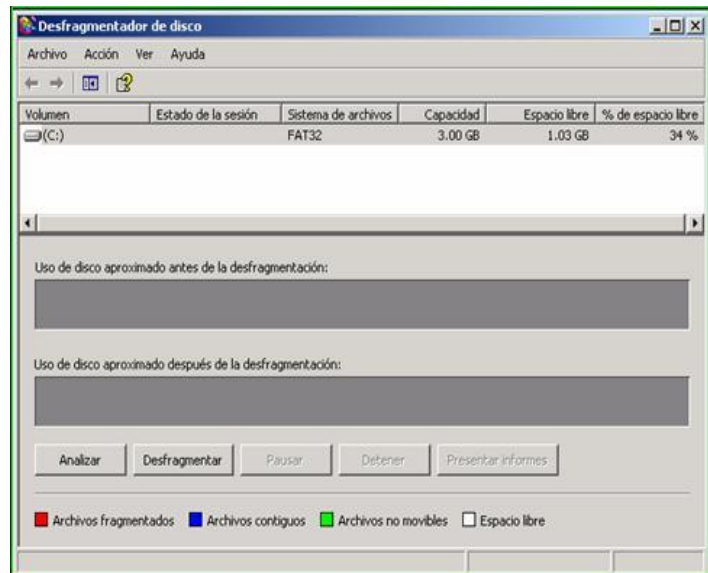 Desfragmentador de disco
Archivo Acción Ver Ayuda
Volumen Estado de la sesión Sistema de archivos Capacidad Espacio libre % de espacio libre
(C:) FAT32 3.00 GB 1.03 GB 34 %
Uso de disco aproximado antes de la desfragmentación:
Uso de disco aproximado después de la desfragmentación:
Analizar Desfragmentar Pausar Detener Presentar informes
Archivos fragmentados Archivos contiguos Archivos no movibles Espacio libre